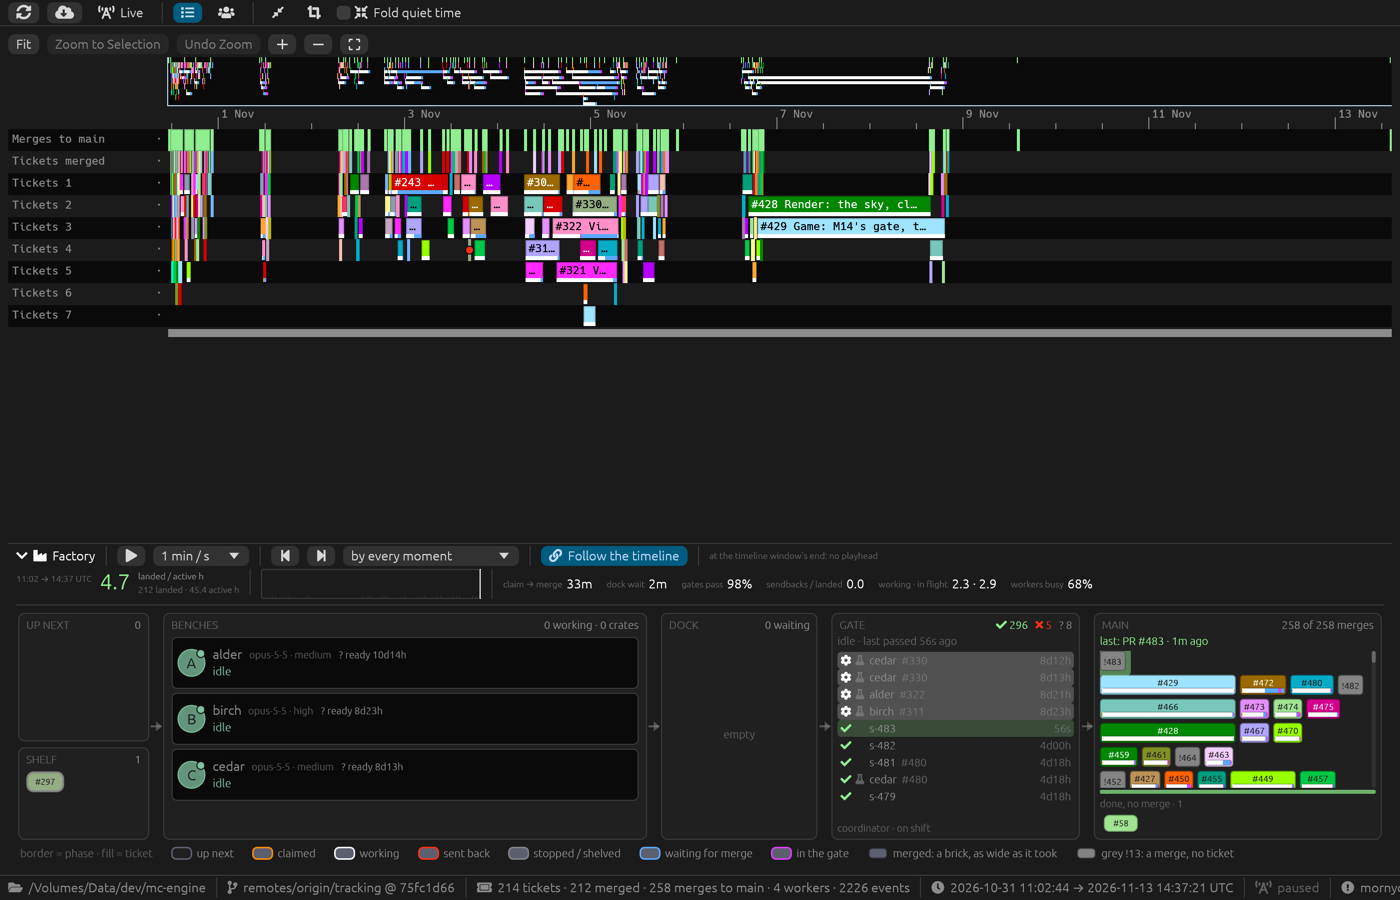 Live
Fold quiet time
Fit
Zoom to Selection
Undo Zoom
1 Nov
3 Nov
5 Nov
7 Nov
9 Nov
11 Nov
13 Nov
Merges to main
Tickets merged
Tickets 1
#243 …
…
…
#30…
#…
Tickets 2
…
…
…
…
…
#330…
#428 Render: the sky, cl…
Tickets 3
…
…
#322 Vi…
#429 Game: M14's gate, t…
Tickets 4
#31…
…
…
Tickets 5
…
#321 V…
Tickets 6
Tickets 7
Factory
1 min / s
by every moment
Follow the timeline
at the timeline window's end: no playhead
11:02 → 14:37 UTC
4.7
landed / active h
212 landed · 45.4 active h
claim → merge 33m
dock wait 2m
gates pass 98%
sendbacks / landed 0.0
working · in flight 2.3 · 2.9
workers busy 68%
UP NEXT 0
SHELF 1
#297
BENCHES 0 working · 0 crates
A
alder opus-5-5 · medium ? ready 10d14h
idle
B
birch opus-5-5 · high ? ready 8d23h
idle
C
cedar opus-5-5 · medium ? ready 8d13h
idle
DOCK 0 waiting
empty
GATE 296 5 ? 8
idle · last passed 56s ago
cedar #330 8d12h
cedar #330 8d13h
alder #322 8d21h
birch #311 8d23h
s-483 56s
s-482 4d00h
s-481 #480 4d18h
cedar #480 4d18h
s-479 4d18h
coordinator · on shift
MAIN 258 of 258 merges
last: PR #483 · 1m ago
!483
#429 #472 #480 !482
#466 #473 #474 #475
#428 #467 #470
#459 #461 !464 #463
!452 #427 #450 #455 #449 #457
done, no merge · 1
#58
border = phase · fill = ticket
up next
claimed
working
sent back
stopped / shelved
waiting for merge
in the gate
merged: a brick, as wide as it took
grey !13: a merge, no ticket
/Volumes/Data/dev/mc-engine
remotes/origin/tracking @ 75fc1d66
214 tickets · 212 merged · 258 merges to main · 4 workers · 2226 events
2026-10-31 11:02:44 → 2026-11-13 14:37:21 UTC
paused